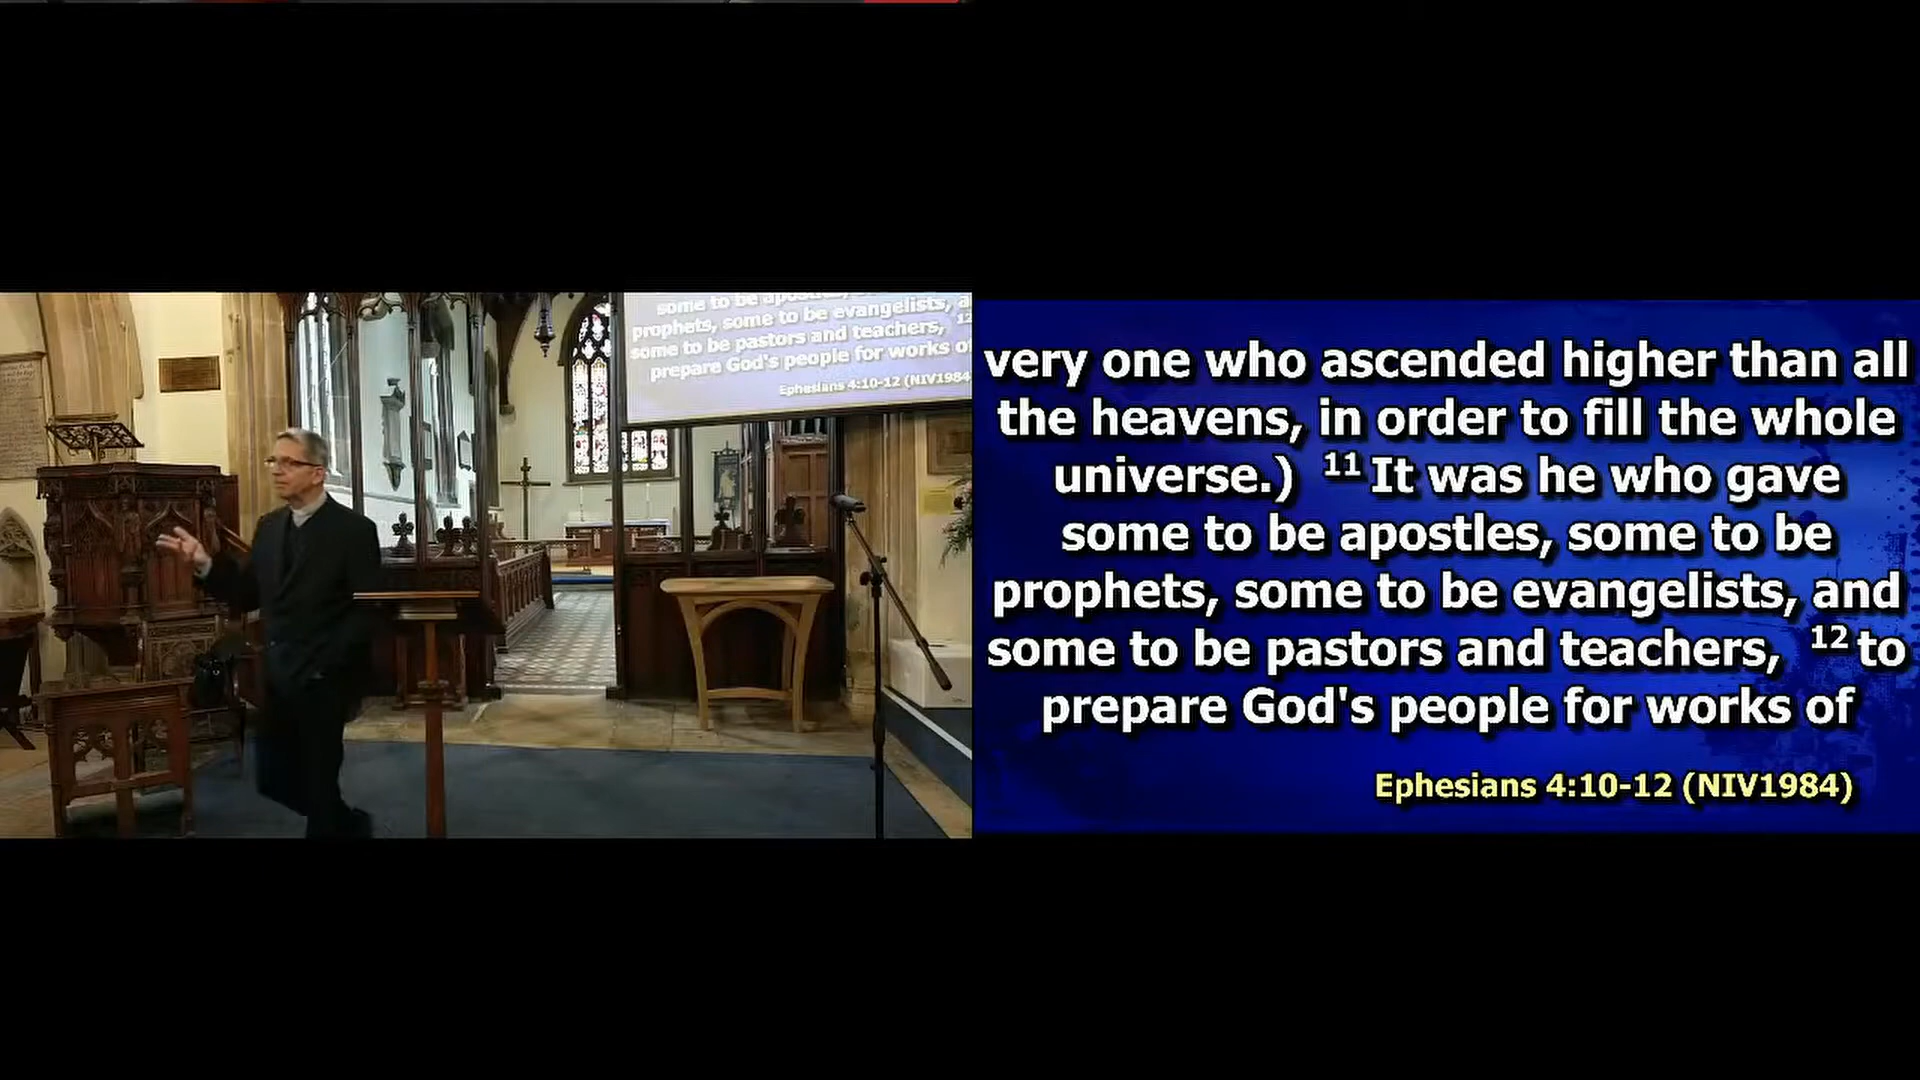 some to be
prophets, some to be evangelists, a
some to be pastors and teachers, 12
prepare God's people for works of
Ephesians 4:10-12 (NIV1984
very one who ascended higher than all
the heavens, in order to fill the whole
universe.) 11 It was he who gave
some to be apostles, some to be
prophets, some to be evangelists, and
some to be pastors and teachers, 12 to
prepare God's people for works of
Ephesians 4:10-12 (NIV1984)